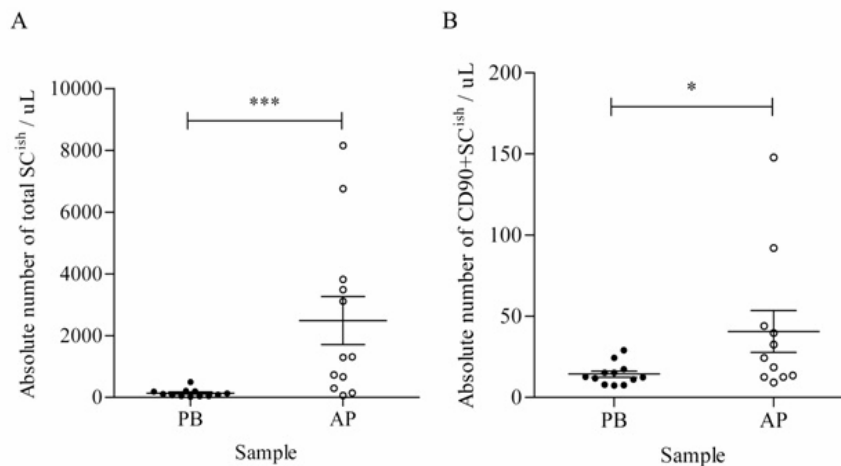 A
Absolute number of total SC^ish / uL
10000
8000
6000
4000
2000
0
***
PB
AP
Sample
B
Absolute number of CD90+SC^ish / uL
200
150
100
50
0
*
PB
AP
Sample